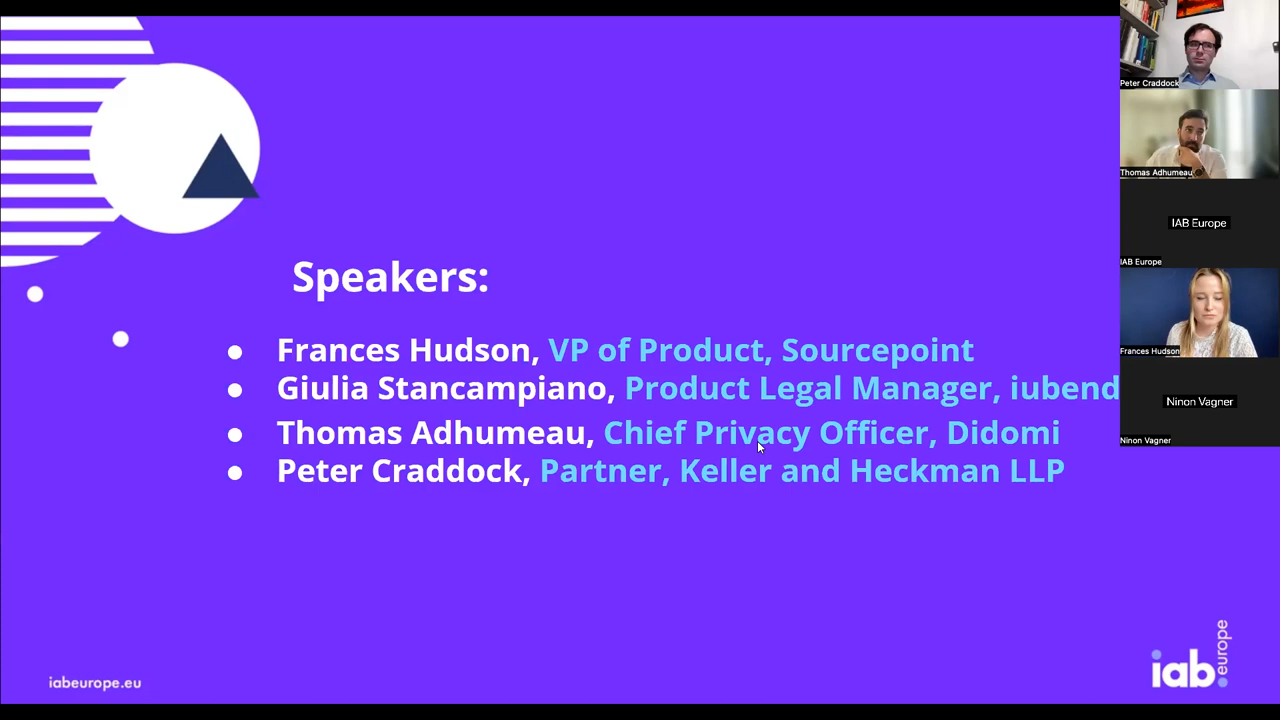 Speakers:
● Frances Hudson, VP of Product, Sourcepoint
● Giulia Stancampiano, Product Legal Manager, iubend
● Thomas Adhumeau, Chief Privacy Officer, Didomi
● Peter Craddock, Partner, Keller and Heckman LLP
iabeurope.eu
iab europe
Peter Craddock
Thomas Adhumeau
IAB Europe
IAB Europe
Frances Hudson
Ninon Vagner
Ninon Vagner